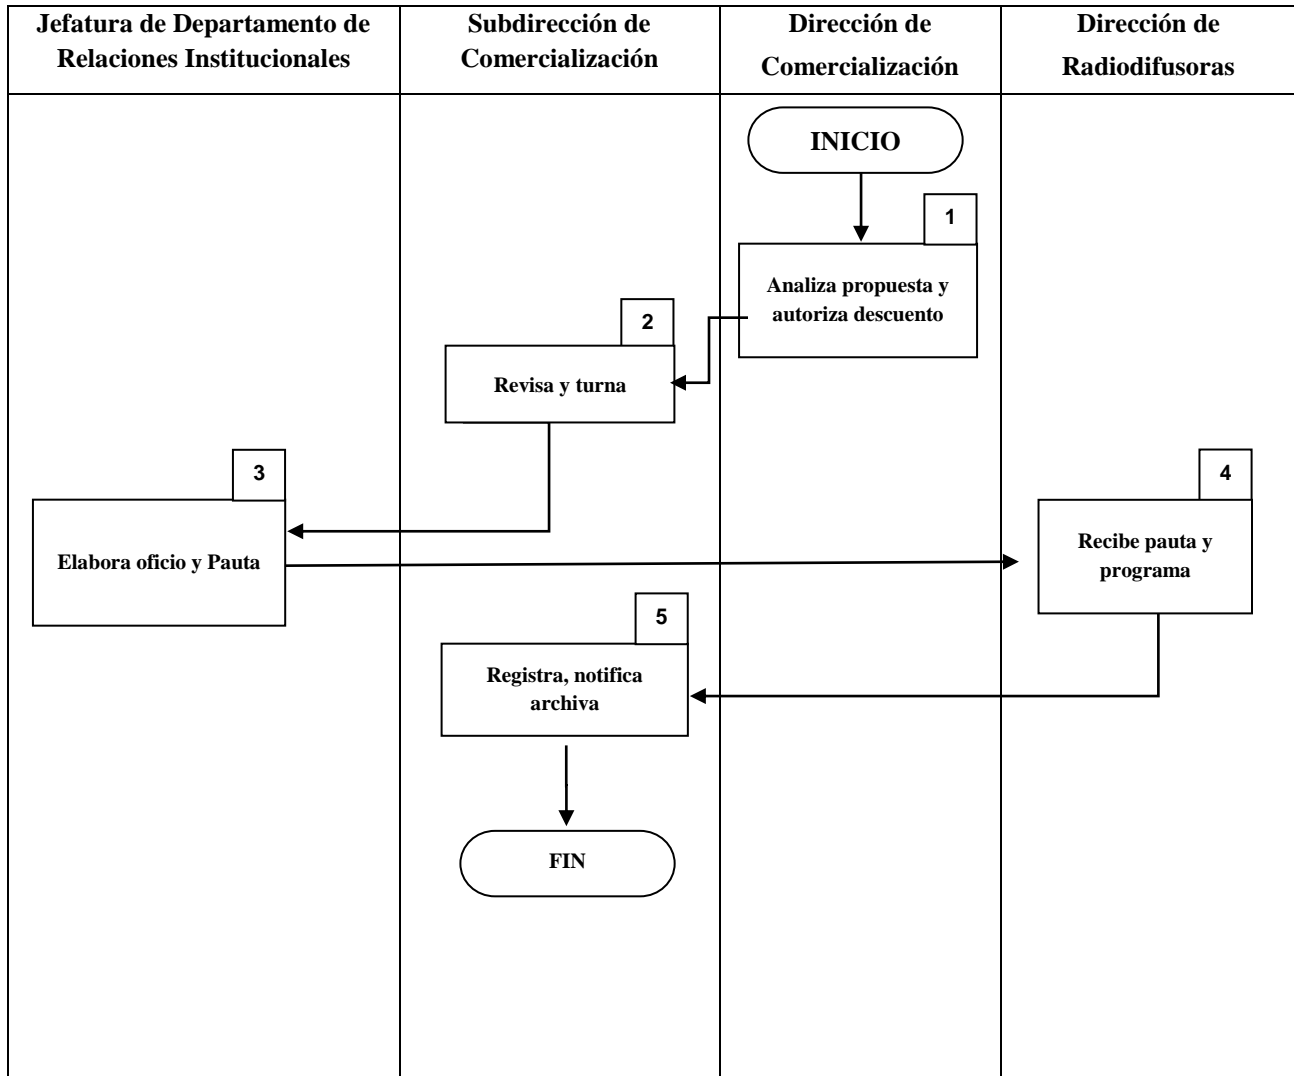 Jefatura de Departamento de
Relaciones Institucionales
Subdirección de
Comercialización
Dirección de
Comercialización
Dirección de
Radiodifusoras
INICIO
1
Analiza propuesta y
autoriza descuento
2
Revisa y turna
3
Elabora oficio y Pauta
4
Recibe pauta y
programa
5
Registra, notifica
archiva
FIN